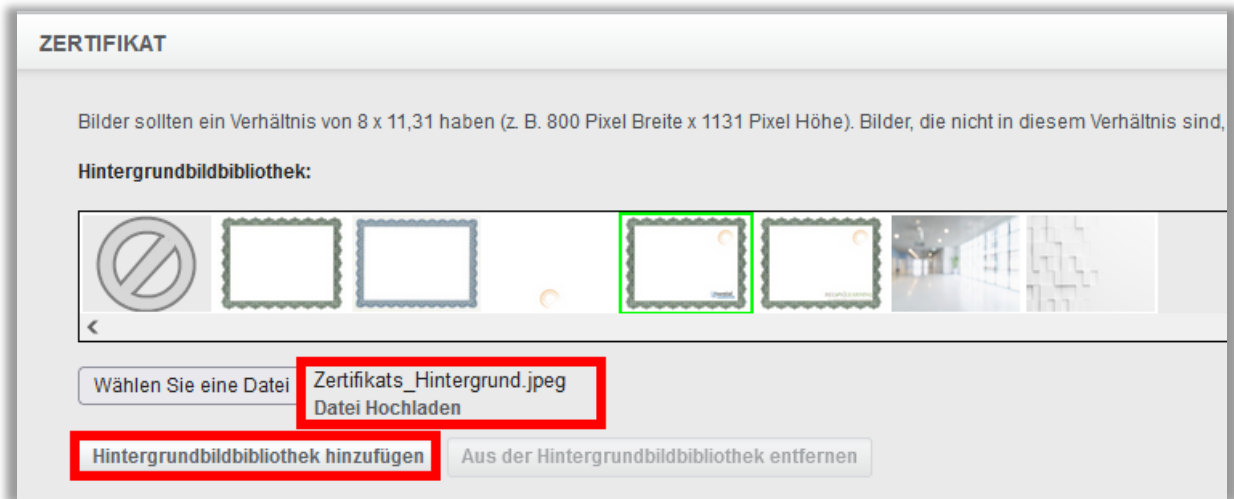 ZERTIFIKAT
Bilder sollten ein Verhältnis von 8 x 11,31 haben (z. B. 800 Pixel Breite x 1131 Pixel Höhe). Bilder, die nicht in diesem Verhältnis sind,
Hintergrundbildbibliothek:
Wählen Sie eine Datei Zertifikats_Hintergrund.jpeg
Datei Hochladen
Hintergrundbildbibliothek hinzufügen Aus der Hintergrundbildbibliothek entfernen